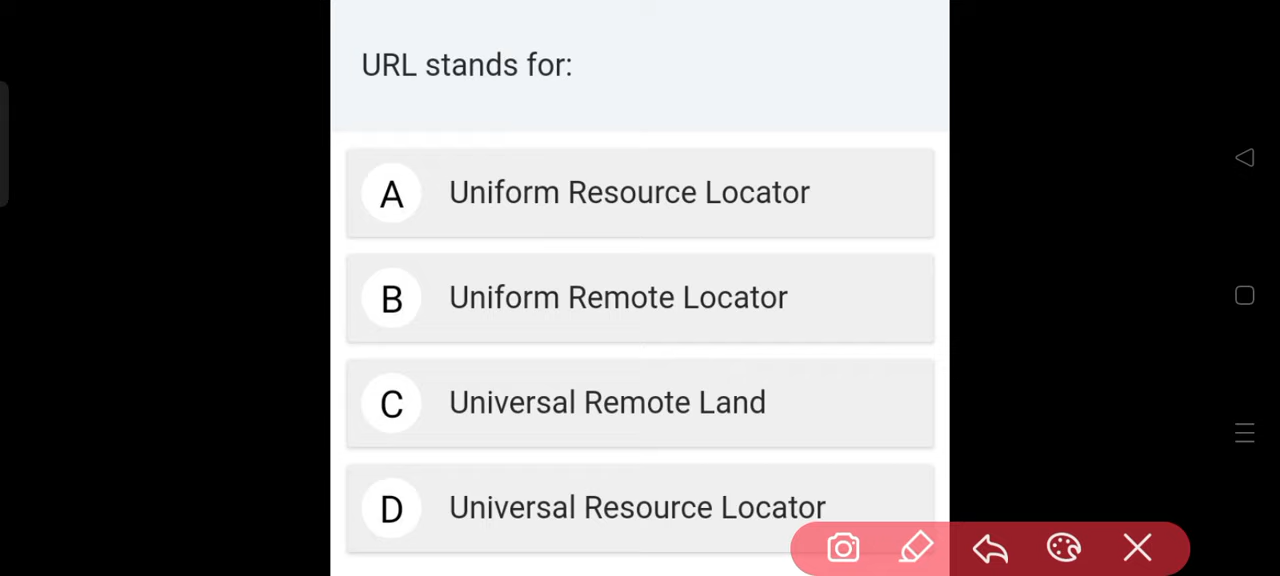 URL stands for:
A Uniform Resource Locator
B Uniform Remote Locator
C Universal Remote Land
D Universal Resource Locator